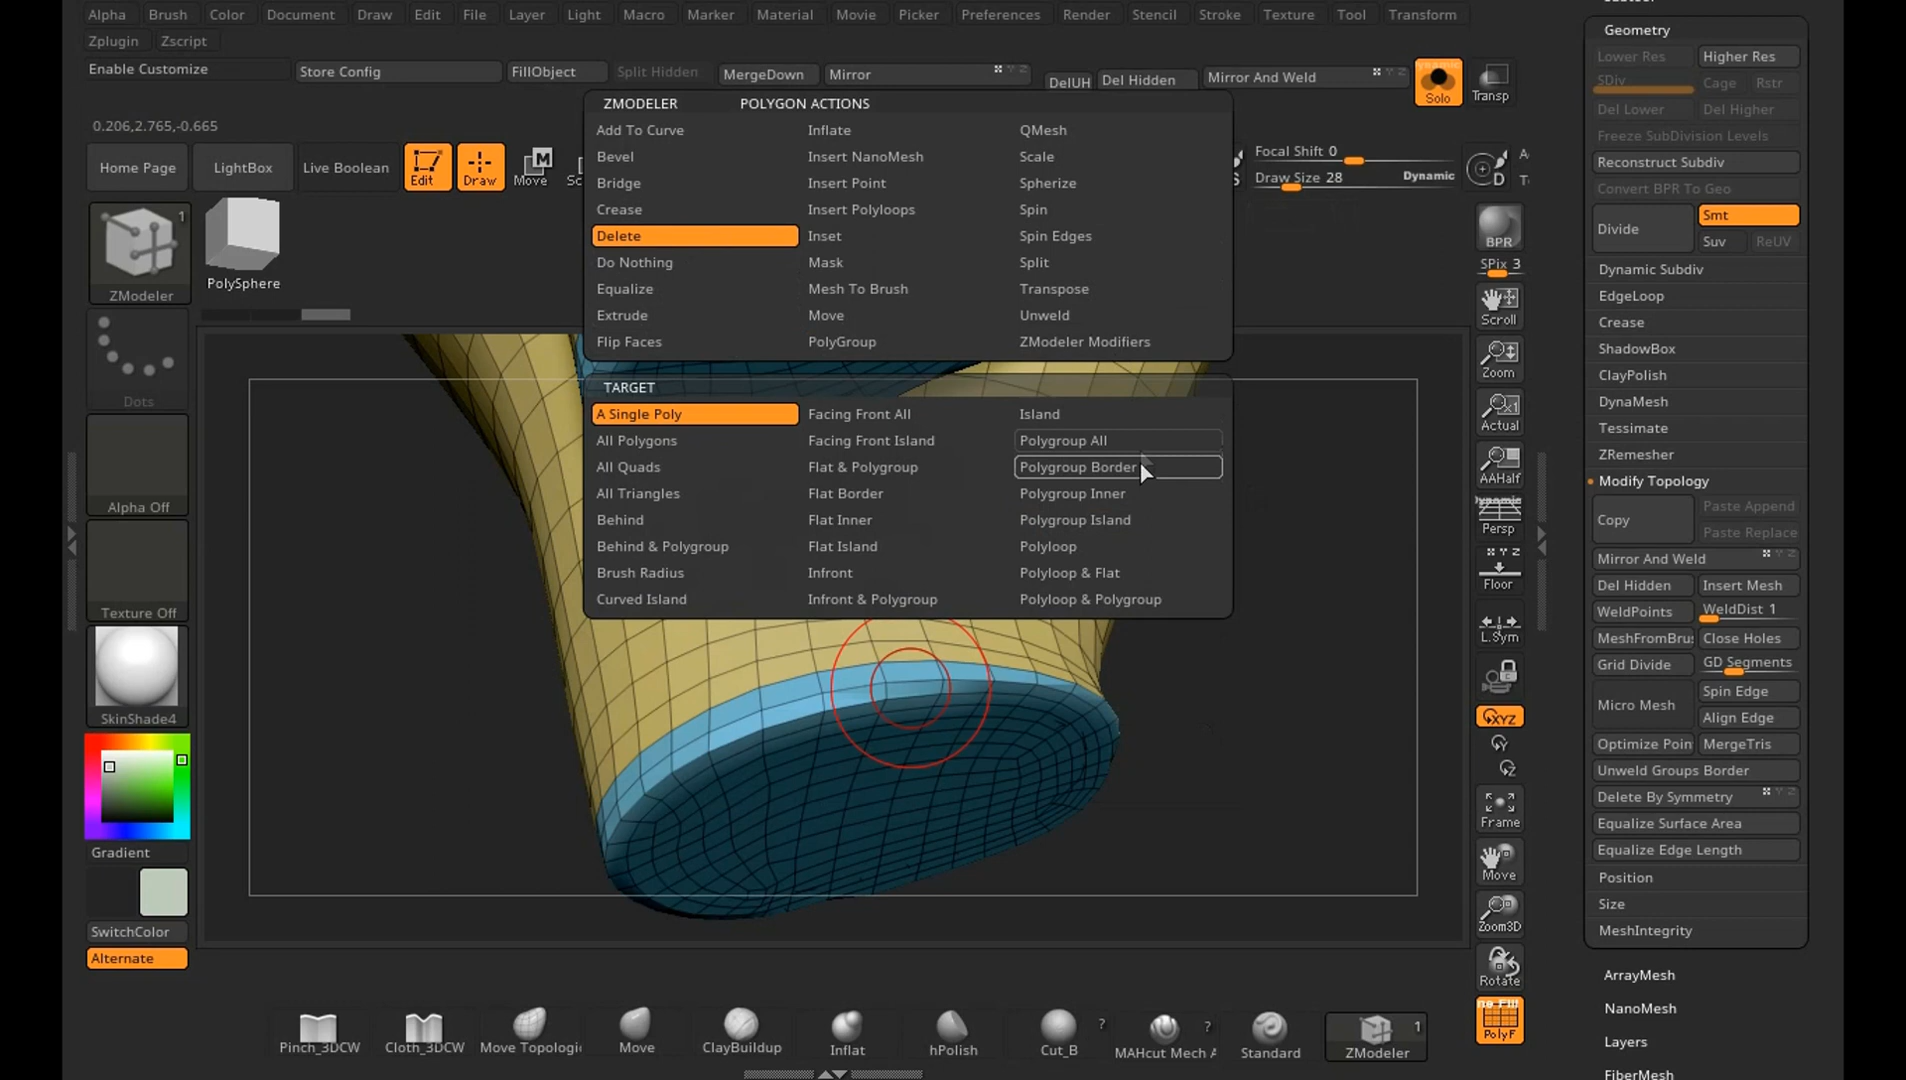 Alpha Brush Color Document Draw Edit File Layer Light Macro Marker Material Movie Picker Preferences Render Stencil Stroke Texture Tool Transform
Zplugin Zscript
Enable Customize Store Config FillObject Split Hidden MergeDown Mirror DelUH Del Hidden Mirror And Weld
Solo Transp
0.206,2.765,-0.665
Home Page LightBox Live Boolean Edit Draw Move
Focal Shift 0
Draw Size 28 Dynamic
ZMODELER POLYGON ACTIONS
Add To Curve Inflate QMesh
Bevel Insert NanoMesh Scale
Bridge Insert Point Spherize
Crease Insert Polyloops Spin
Delete Inset Spin Edges
Do Nothing Mask Split
Equalize Mesh To Brush Transpose
Extrude Move Unweld
Flip Faces PolyGroup ZModeler Modifiers
TARGET
A Single Poly Facing Front All Island
All Polygons Facing Front Island Polygroup All
All Quads Flat & Polygroup Polygroup Border
All Triangles Flat Border Polygroup Inner
Behind Flat Inner Polygroup Island
Behind & Polygroup Flat Island Polyloop
Brush Radius Infront Polyloop & Flat
Curved Island Infront & Polygroup Polyloop & Polygroup
1
ZModeler
PolySphere
Dots
Alpha Off
Texture Off
SkinShade4
Gradient
SwitchColor
Alternate
BPR
SPix 3
Scroll
Zoom
Actual
AAHalf
Dynamic
Persp
X Y Z
Floor
L.Sym
XYZ
Y
Z
Frame
Move
Zoom3D
Rotate
PolyF
Geometry
Lower Res Higher Res
SDiv Cage Rstr
Del Lower Del Higher
Freeze SubDivision Levels
Reconstruct Subdiv
Convert BPR To Geo
Divide Smt
Suv ReUV
Dynamic Subdiv
EdgeLoop
Crease
ShadowBox
ClayPolish
DynaMesh
Tessimate
ZRemesher
Modify Topology
Copy Paste Append
Paste Replace
Mirror And Weld
Del Hidden Insert Mesh
WeldPoints WeldDist 1
MeshFromBru Close Holes
Grid Divide GD Segments
Micro Mesh Spin Edge
Align Edge
Optimize Poin MergeTris
Unweld Groups Border
Delete By Symmetry
Equalize Surface Area
Equalize Edge Length
Position
Size
MeshIntegrity
ArrayMesh
NanoMesh
Layers
FiberMesh
Pinch_3DCW Cloth_3DCW Move Topologic Move ClayBuildup Inflat hPolish Cut_B ? MAHcut Mech A ? Standard ZModeler 1